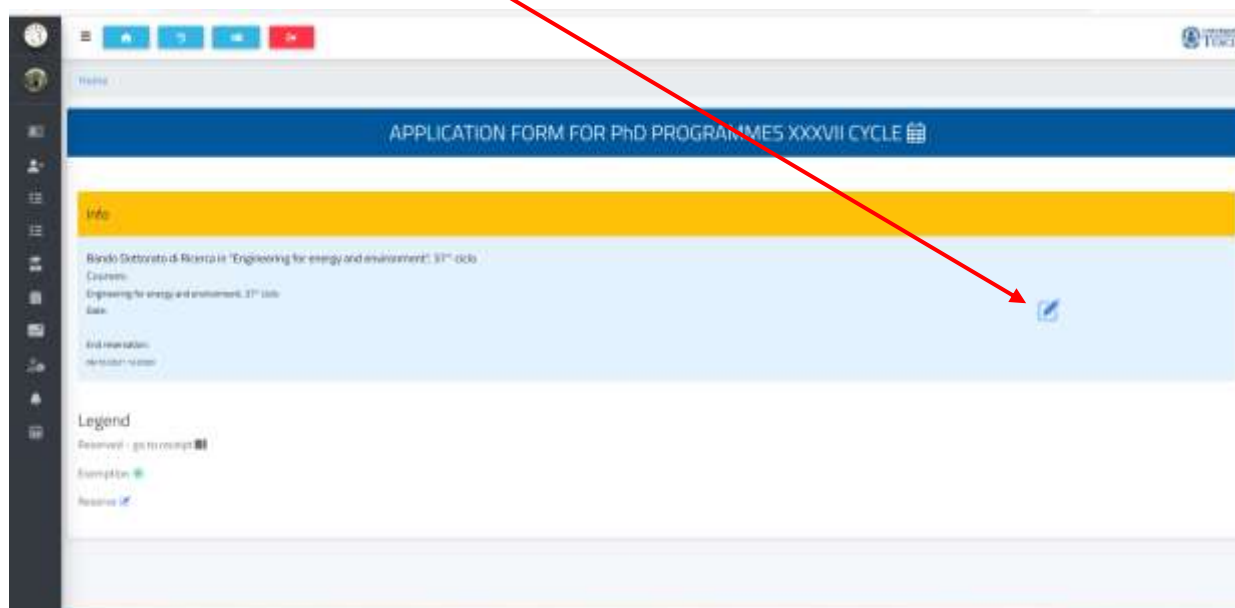 Home
APPLICATION FORM FOR PhD PROGRAMMES XXXVII CYCLE
Info
Bando Dottorato di Ricerca in "Engineering for energy and environment", 37° ciclo
Courses:
Engineering for energy and environment, 37° ciclo
Date:
End reservation:
Legend
Reserved - go to receipt
Exemption
Reserve